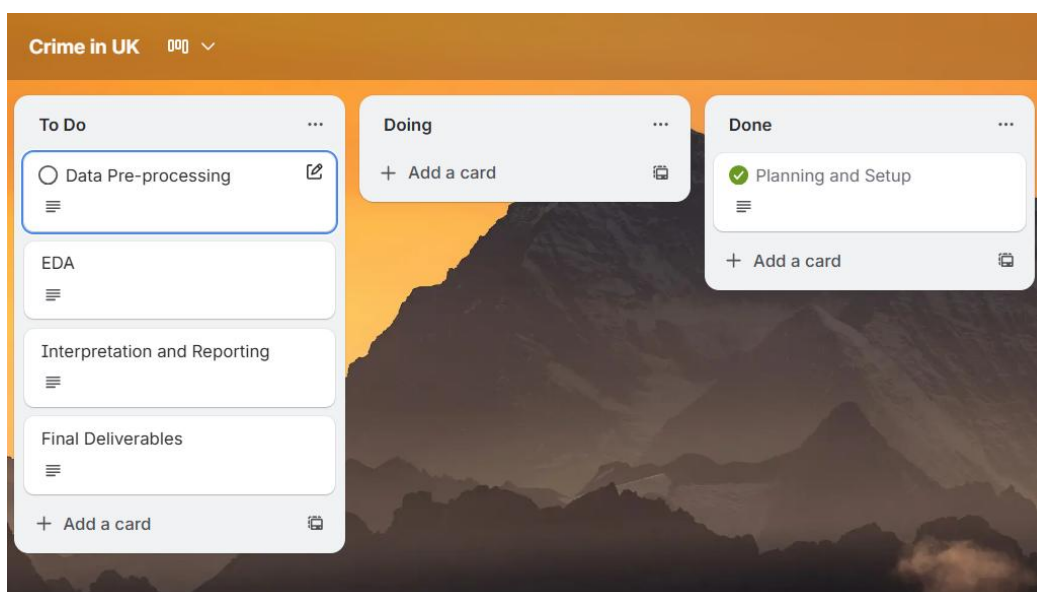 Crime in UK
To Do
Data Pre-processing
EDA
Interpretation and Reporting
Final Deliverables
+ Add a card
Doing
+ Add a card
Done
Planning and Setup
+ Add a card